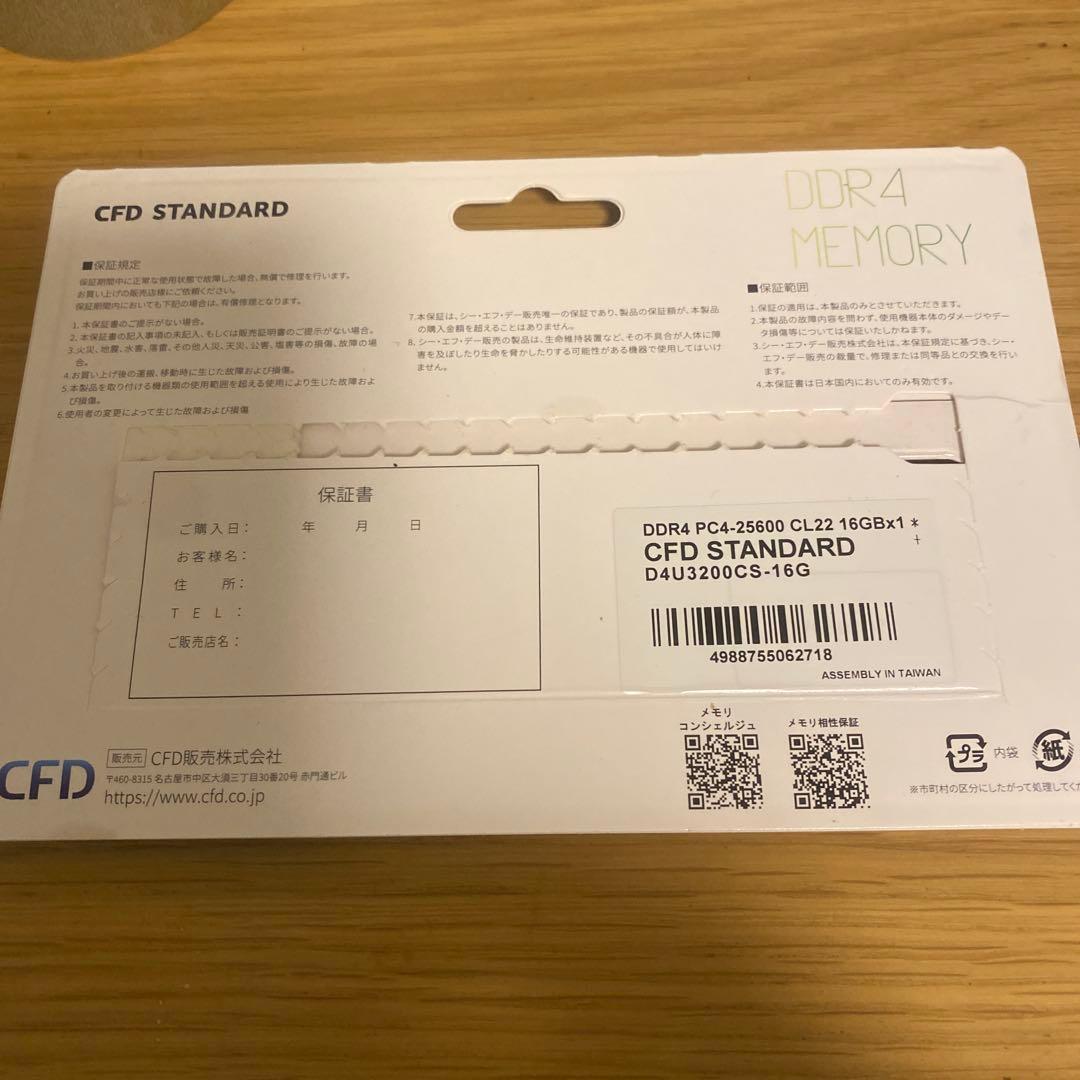 CFD STANDARD
DDR4
MEMORY
■保証規定
保証期間中に正常な使用状態で故障した場合、無償で修理を行います。
お買い上げの販売店様にご依頼ください。
保証期間内においても下記の場合は、有償修理となります。
1. 本保証書のご提示がない場合。
2. 本保証書の記入事項の未記入、もしくは販売証明書のご提示がない場合。
3.火災、地震、水害、落雷、その他人災、天災、公害、塩害等の損傷、故障の場
合。
4.お買い上げ後の運搬、移動時に生じた故障および損傷。
5.本製品を取り付ける機器類の使用範囲を超える使用により生じた故障およ
び損傷。
6.使用者の変更によって生じた故障および損傷
7.本保証は、シー・エフ・デー販売唯一の保証であり、製品の保証額が、本製品
の購入金額を超えることはありません。
8. シー・エフ・デー販売の製品は、生命維持装置など、その不具合が人体に障
害を及ぼしたり生命を脅かしたりする可能性がある機器で使用してはいけ
ません。
■保証範囲
1.保証の適用は、本製品のみとさせていただきます。
2.本製品の故障内容を問わず、使用機器本体のダメージやデー
タ損傷等については保証いたしかねます。
3.シー・エフ・デー販売株式会社は、本保証規定に基づき、シー・
エフ・デー販売の裁量で、修理または同等品との交換を行い
ます。
4.本保証書は日本国内においてのみ有効です。
保証書
ご購入日： 年 月 日
お客様名：
住 所：
T E L ：
ご販売店名：
DDR4 PC4-25600 CL22 16GBx1 *
+
CFD STANDARD
D4U3200CS-16G
4988755062718
ASSEMBLY IN TAIWAN
メモリ
コンシェルジュ
メモリ相性保証
CFD
販売元 CFD販売株式会社
〒460-8315 名古屋市中区大須三丁目30番20号 赤門通ビル
https://www.cfd.co.jp
プラ 内袋
紙
※市町村の区分にしたがって処理してくだ